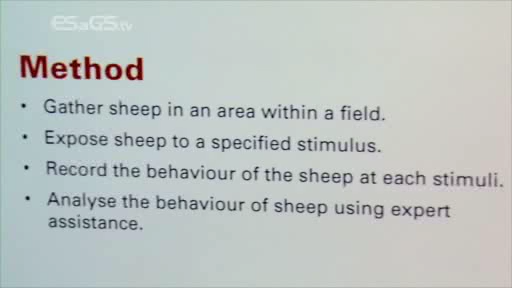 ESaGS.tv
Method
• Gather sheep in an area within a field.
• Expose sheep to a specified stimulus.
• Record the behaviour of the sheep at each stimuli.
• Analyse the behaviour of sheep using expert
assistance.